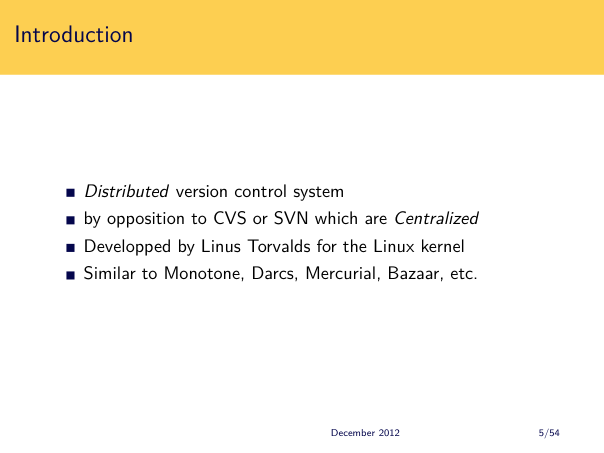 Introduction
Distributed version control system
by opposition to CVS or SVN which are Centralized
Developped by Linus Torvalds for the Linux kernel
Similar to Monotone, Darcs, Mercurial, Bazaar, etc.
December 2012
5/54